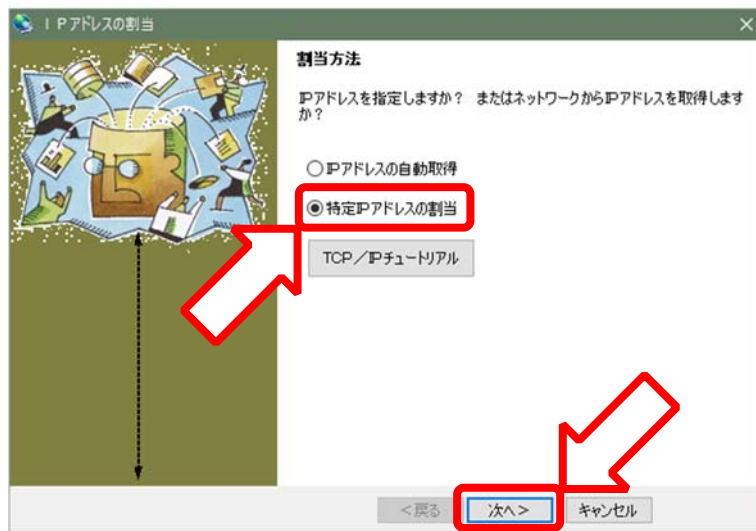 ＩＰアドレスの割当
割当方法
IPアドレスを指定しますか？ またはネットワークからIPアドレスを取得します
か？
IPアドレスの自動取得
特定IPアドレスの割当
TCP／IPチュートリアル
＜戻る
次へ＞
キャンセル